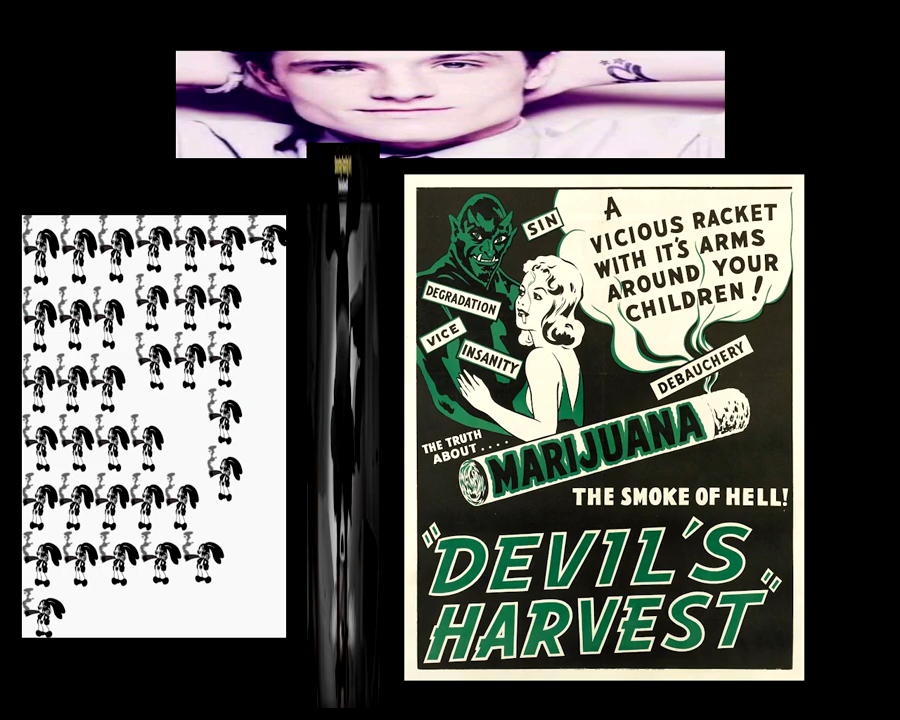 SIN
A
VICIOUS RACKET
WITH IT'S ARMS
AROUND YOUR
CHILDREN!
DEGRADATION
VICE
INSANITY
DEBAUCHERY
THE TRUTH
ABOUT....
MARIJUANA
THE SMOKE OF HELL!
"DEVIL'S
HARVEST"